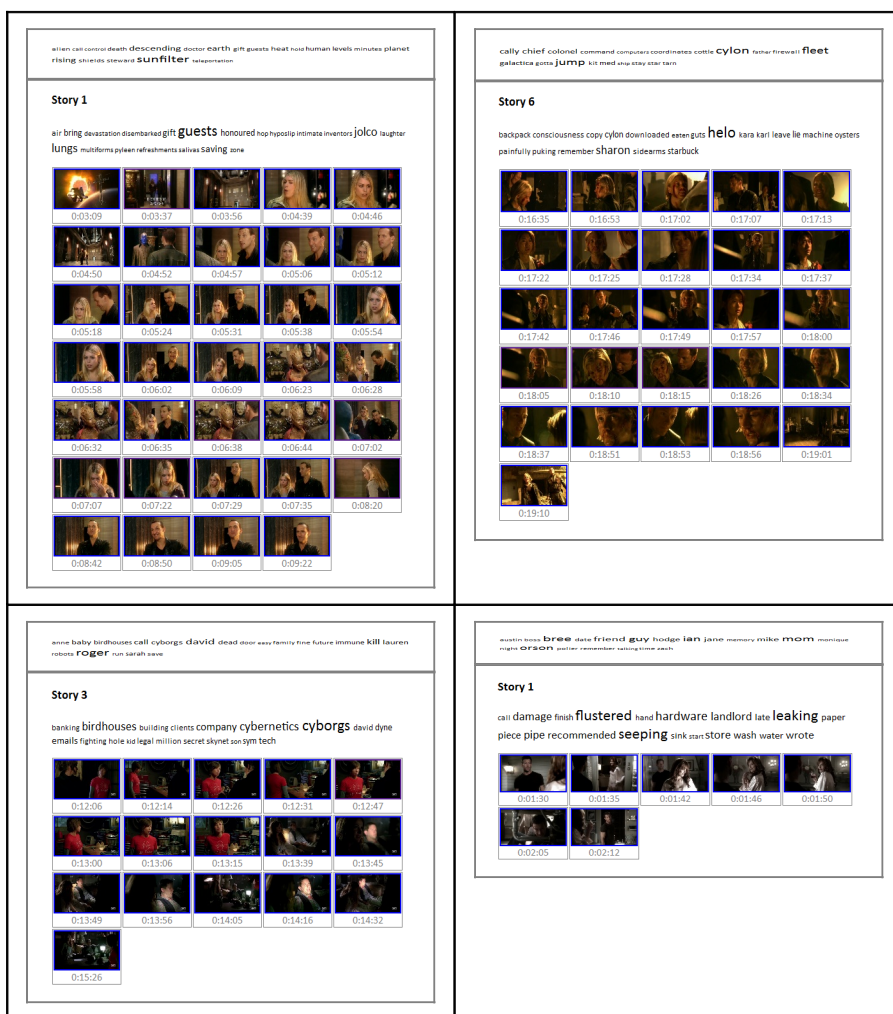 alien call control death descending doctor earth gift guests heat hold human levels minutes planet
rising shields steward sunfilter teleportation
Story 1
air bring devastation disembarked gift guests honoured hop hyposlip intimate inventors jolco laughter
lungs multiforms pyleen refreshments salivas saving zone
0:03:09 0:03:37 0:03:56 0:04:39 0:04:46
0:04:50 0:04:52 0:04:57 0:05:06 0:05:12
0:05:18 0:05:24 0:05:31 0:05:38 0:05:54
0:05:58 0:06:02 0:06:09 0:06:23 0:06:28
0:06:32 0:06:35 0:06:38 0:06:44 0:07:02
0:07:07 0:07:22 0:07:29 0:07:35 0:08:20
0:08:42 0:08:50 0:09:05 0:09:22
cally chief colonel command computers coordinates cottle cylon father firewall fleet
galactica gotta jump kit med ship stay star tarn
Story 6
backpack consciousness copy cylon downloaded eaten guts helo kara karl leave lie machine oysters
painfully puking remember sharon sidearms starbuck
0:16:35 0:16:53 0:17:02 0:17:07 0:17:13
0:17:22 0:17:25 0:17:28 0:17:34 0:17:37
0:17:42 0:17:46 0:17:49 0:17:57 0:18:00
0:18:05 0:18:10 0:18:15 0:18:26 0:18:34
0:18:37 0:18:51 0:18:53 0:18:56 0:19:01
0:19:10
anne baby birdhouses call cyborgs david dead door easy family fine future immune kill lauren
robots roger run sarah save
Story 3
banking birdhouses building clients company cybernetics cyborgs david dyne
emails fighting hole kid legal million secret skynet son sym tech
0:12:06 0:12:14 0:12:26 0:12:31 0:12:47
0:13:00 0:13:06 0:13:15 0:13:39 0:13:45
0:13:49 0:13:56 0:14:05 0:14:16 0:14:32
0:15:26
austin boss bree date friend guy hodge ian jane memory mike mom monique
night orson remember talking time zach
Story 1
call damage finish flustered hand hardware landlord late leaking paper
piece pipe recommended seeping sink start store wash water wrote
0:01:30 0:01:35 0:01:42 0:01:46 0:01:50
0:02:05 0:02:12